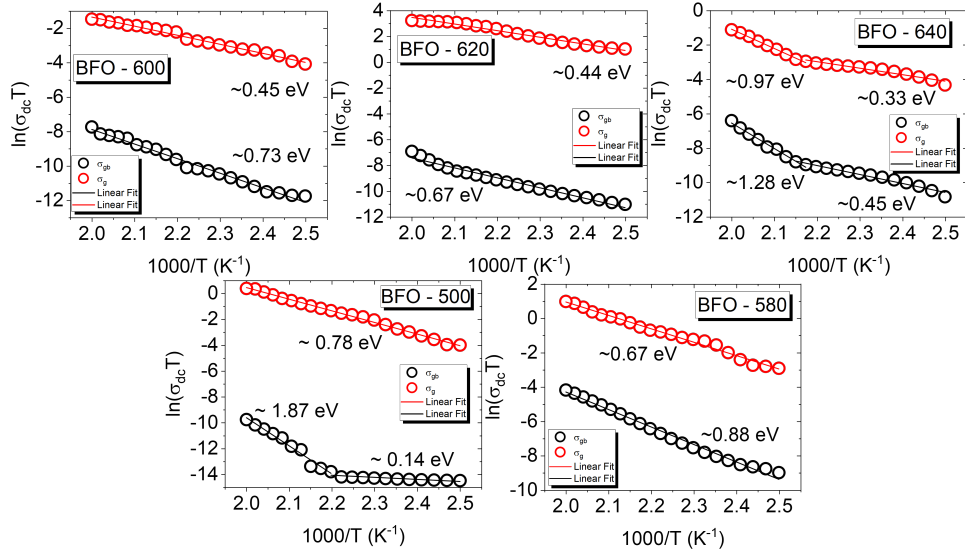 BFO - 600
~0.45 eV
~0.73 eV
σgb
σg
Linear Fit
Linear Fit
ln(σdcT)
-2
-4
-6
-8
-10
-12
2.0 2.1 2.2 2.3 2.4 2.5
1000/T (K-1)
BFO - 620
~0.44 eV
~0.67 eV
σgb
σg
Linear Fit
Linear Fit
ln(σdcT)
4
2
0
-2
-4
-6
-8
-10
-12
2.0 2.1 2.2 2.3 2.4 2.5
1000/T (K-1)
BFO - 640
~0.97 eV
~0.33 eV
~1.28 eV
~0.45 eV
σgb
σg
Linear Fit
Linear Fit
ln(σdcT)
0
-2
-4
-6
-8
-10
-12
2.0 2.1 2.2 2.3 2.4 2.5
1000/T (K-1)
BFO - 500
~ 0.78 eV
~ 1.87 eV
~ 0.14 eV
σgb
σg
Linear Fit
Linear Fit
ln(σdcT)
0
-2
-4
-6
-8
-10
-12
-14
2.0 2.1 2.2 2.3 2.4 2.5
1000/T (K-1)
BFO - 580
~0.67 eV
~0.88 eV
σgb
σg
Linear Fit
Linear Fit
ln(σdcT)
2
0
-2
-4
-6
-8
-10
2.0 2.1 2.2 2.3 2.4 2.5
1000/T (K-1)